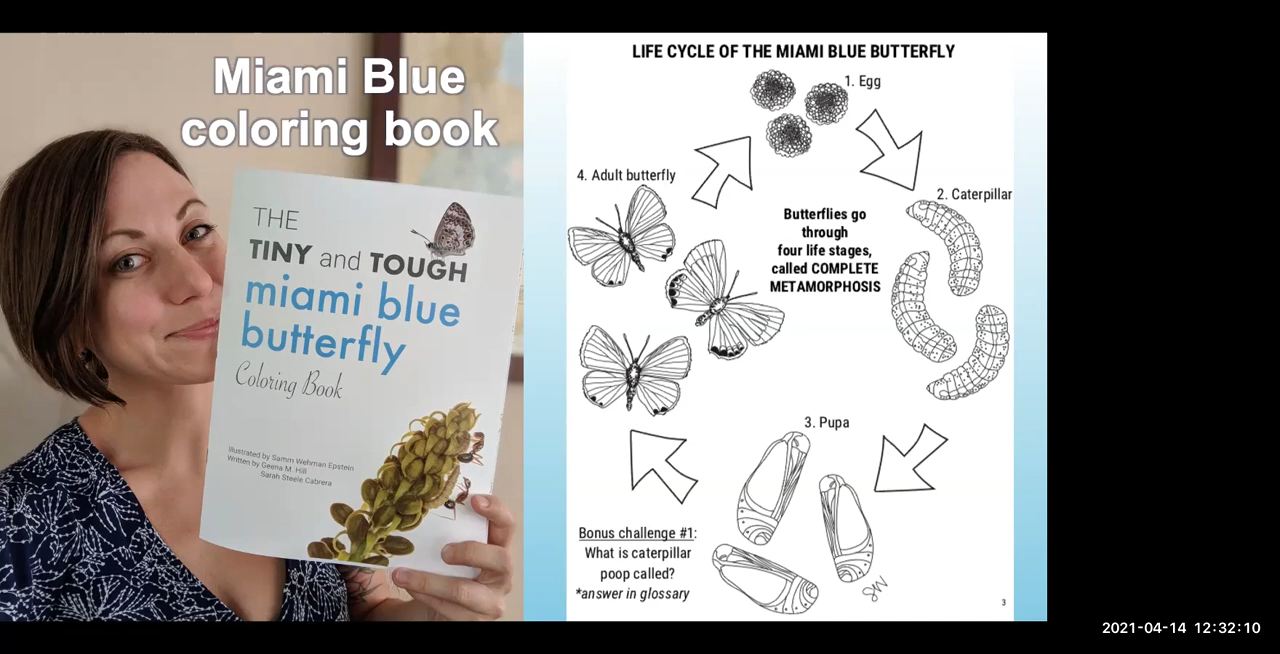 Miami Blue
coloring book
THE
TINY and TOUGH
miami blue
butterfly
Coloring Book
Illustrated by Samm Wehman Epstein
Written by Geena M. Hill
Sarah Steele Cabrera
LIFE CYCLE OF THE MIAMI BLUE BUTTERFLY
1. Egg
2. Caterpillar
3. Pupa
4. Adult butterfly
Butterflies go
through
four life stages,
called COMPLETE
METAMORPHOSIS
Bonus challenge #1:
What is caterpillar
poop called?
*answer in glossary
3
2021-04-14 12:32:10